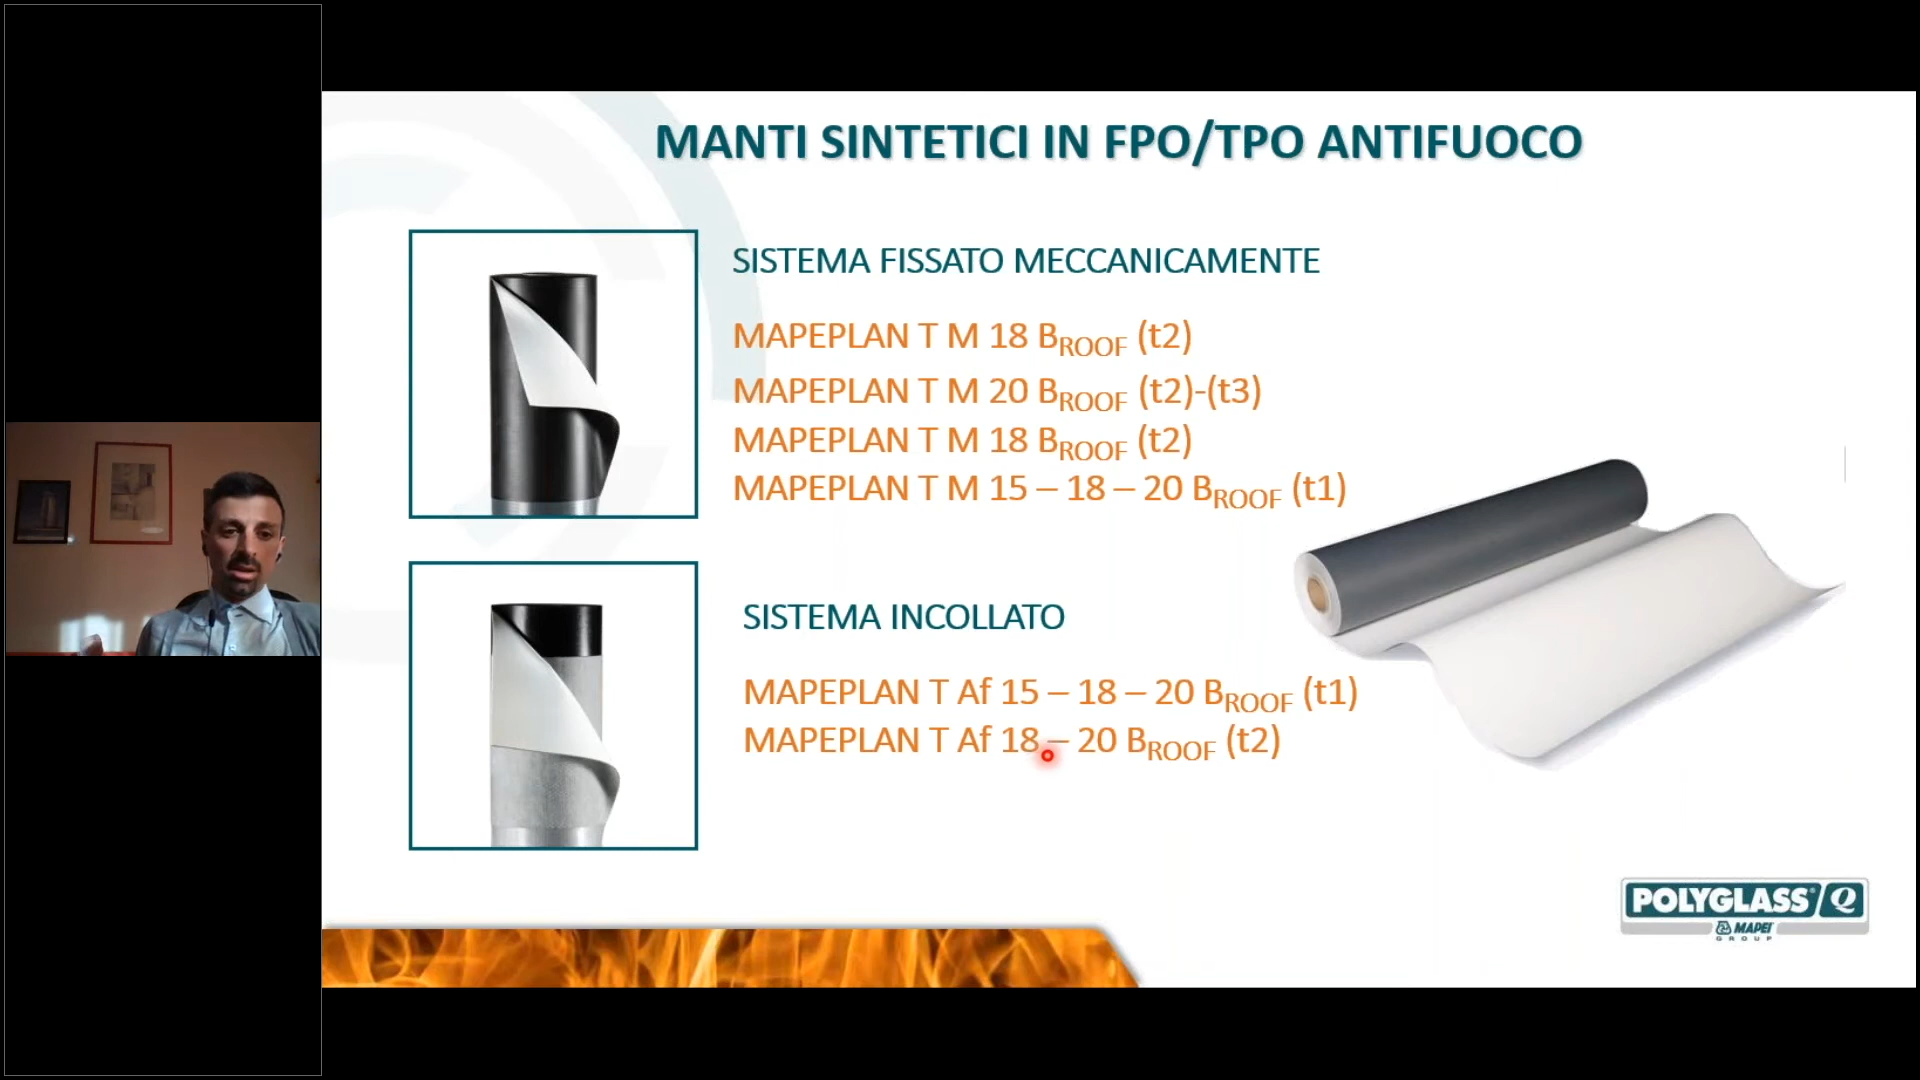 MANTI SINTETICI IN FPO/TPO ANTIFUOCO
SISTEMA FISSATO MECCANICAMENTE
MAPEPLAN T M 18 BROOF (t2)
MAPEPLAN T M 20 BROOF (t2)-(t3)
MAPEPLAN T M 18 BROOF (t2)
MAPEPLAN T M 15 – 18 – 20 BROOF (t1)
SISTEMA INCOLLATO
MAPEPLAN T Af 15 – 18 – 20 BROOF (t1)
MAPEPLAN T Af 18 – 20 BROOF (t2)
POLYGLASS® Q
MAPEI
GROUP